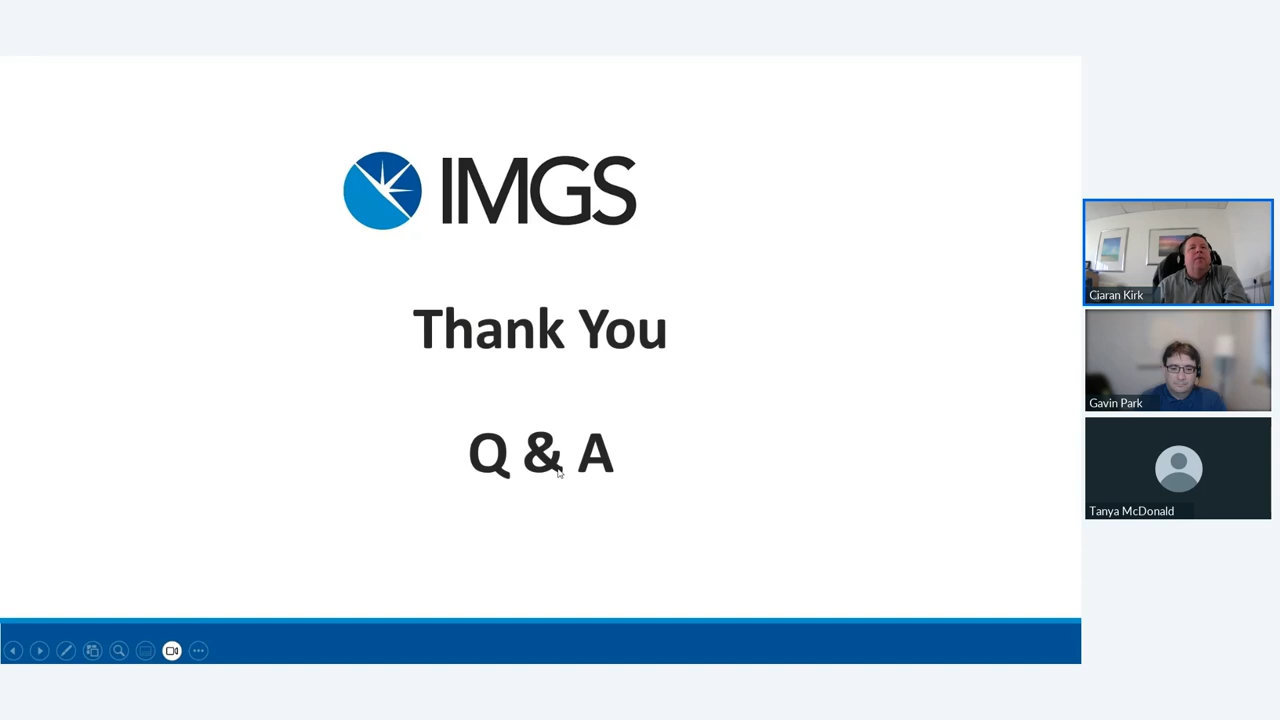 IMGS
Thank You
Q & A
Ciaran Kirk
Gavin Park
Tanya McDonald